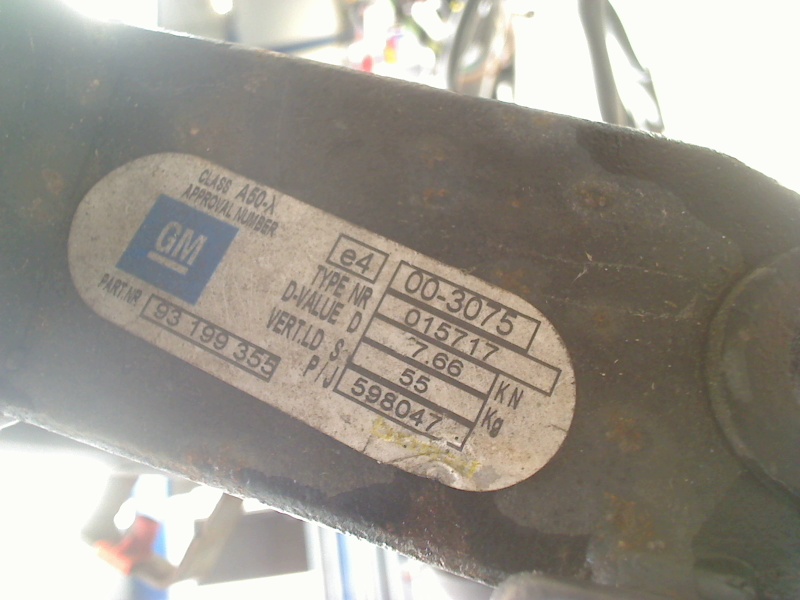 CLASS A50-X
APPROVAL NUMBER
GM
e4 00-3075
TYPE NR 015717
D-VALUE D 7.66 KN
VERT.LD S: 55 Kg
P/J 598047
PART.NR. 93 199 355